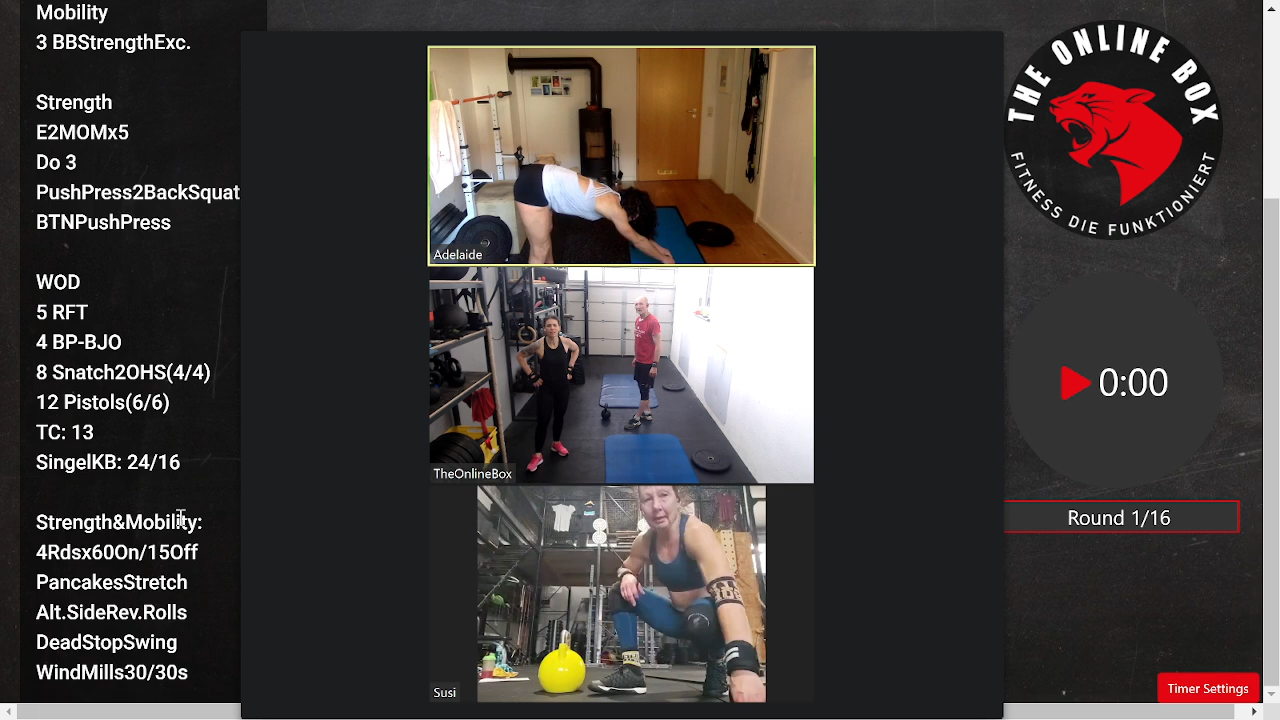 Mobility
3 BBStrengthExc.
Strength
E2MOMx5
Do 3
PushPress2BackSquat
BTNPushPress
WOD
5 RFT
4 BP-BJO
8 Snatch2OHS(4/4)
12 Pistols(6/6)
TC: 13
SingelKB: 24/16
Strength&Mobility:
4Rdsx60On/15Off
PancakesStretch
Alt.SideRev.Rolls
DeadStopSwing
WindMills30/30s
Adelaide
TheOnlineBox
Susi
THE ONLINE BOX
FITNESS DIE FUNKTIONIERT
0:00
Round 1/16
Timer Settings